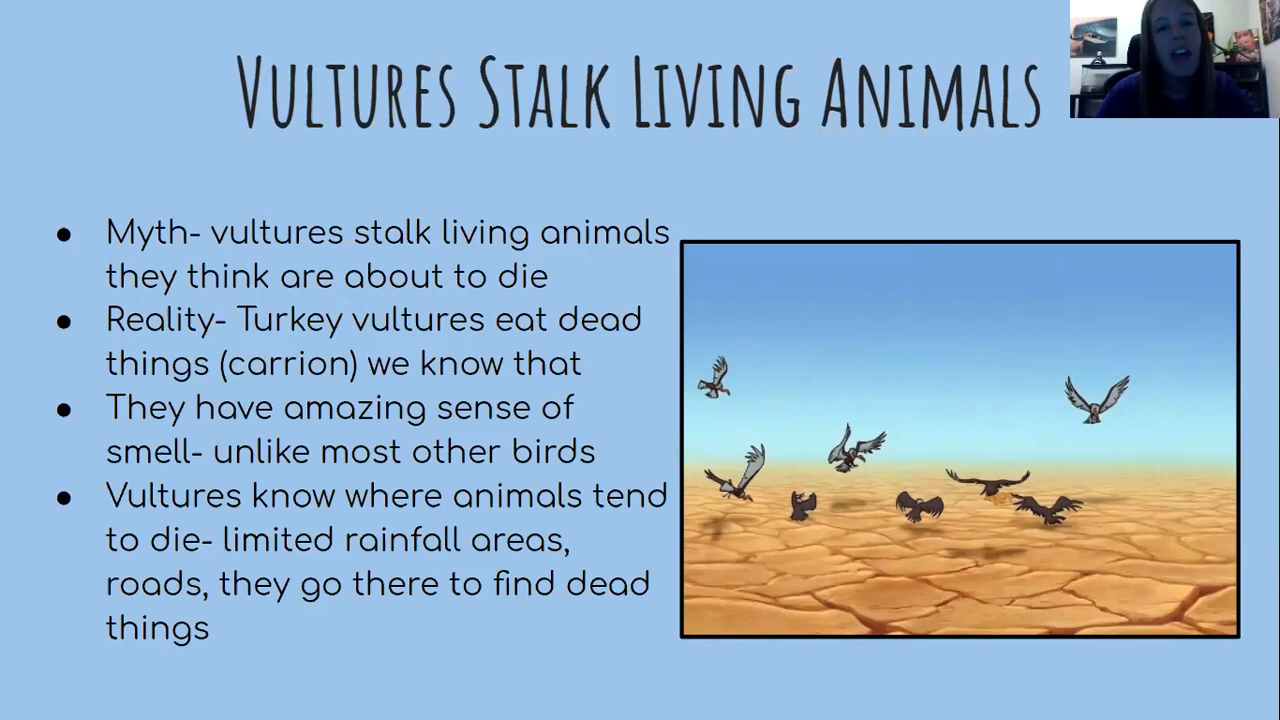 Vultures Stalk Living Animals
● Myth- vultures stalk living animals
they think are about to die
● Reality- Turkey vultures eat dead
things (carrion) we know that
● They have amazing sense of
smell- unlike most other birds
● Vultures know where animals tend
to die- limited rainfall areas,
roads, they go there to find dead
things